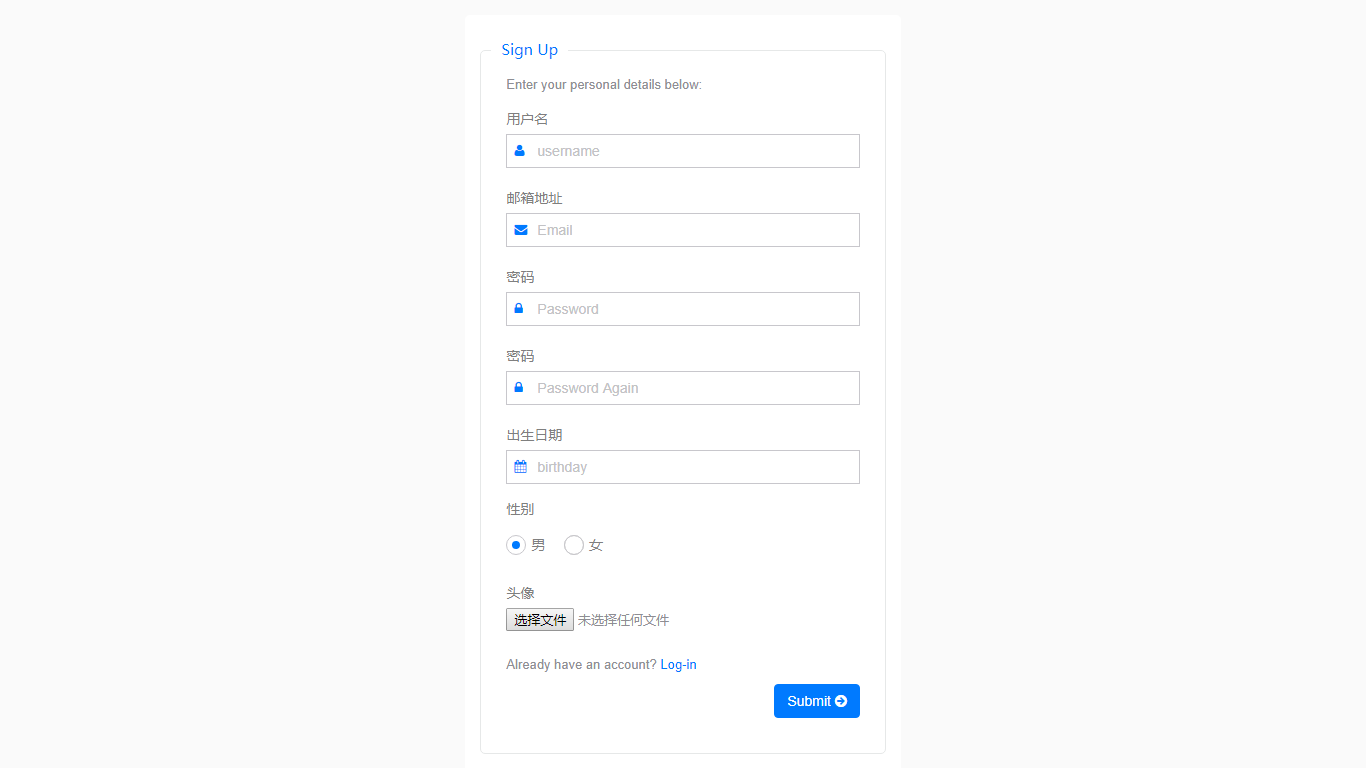 Sign Up
Enter your personal details below:
用户名
username
邮箱地址
Email
密码
Password
密码
Password Again
出生日期
birthday
性别
男 女
头像
选择文件 未选择任何文件
Already have an account? Log-in
Submit